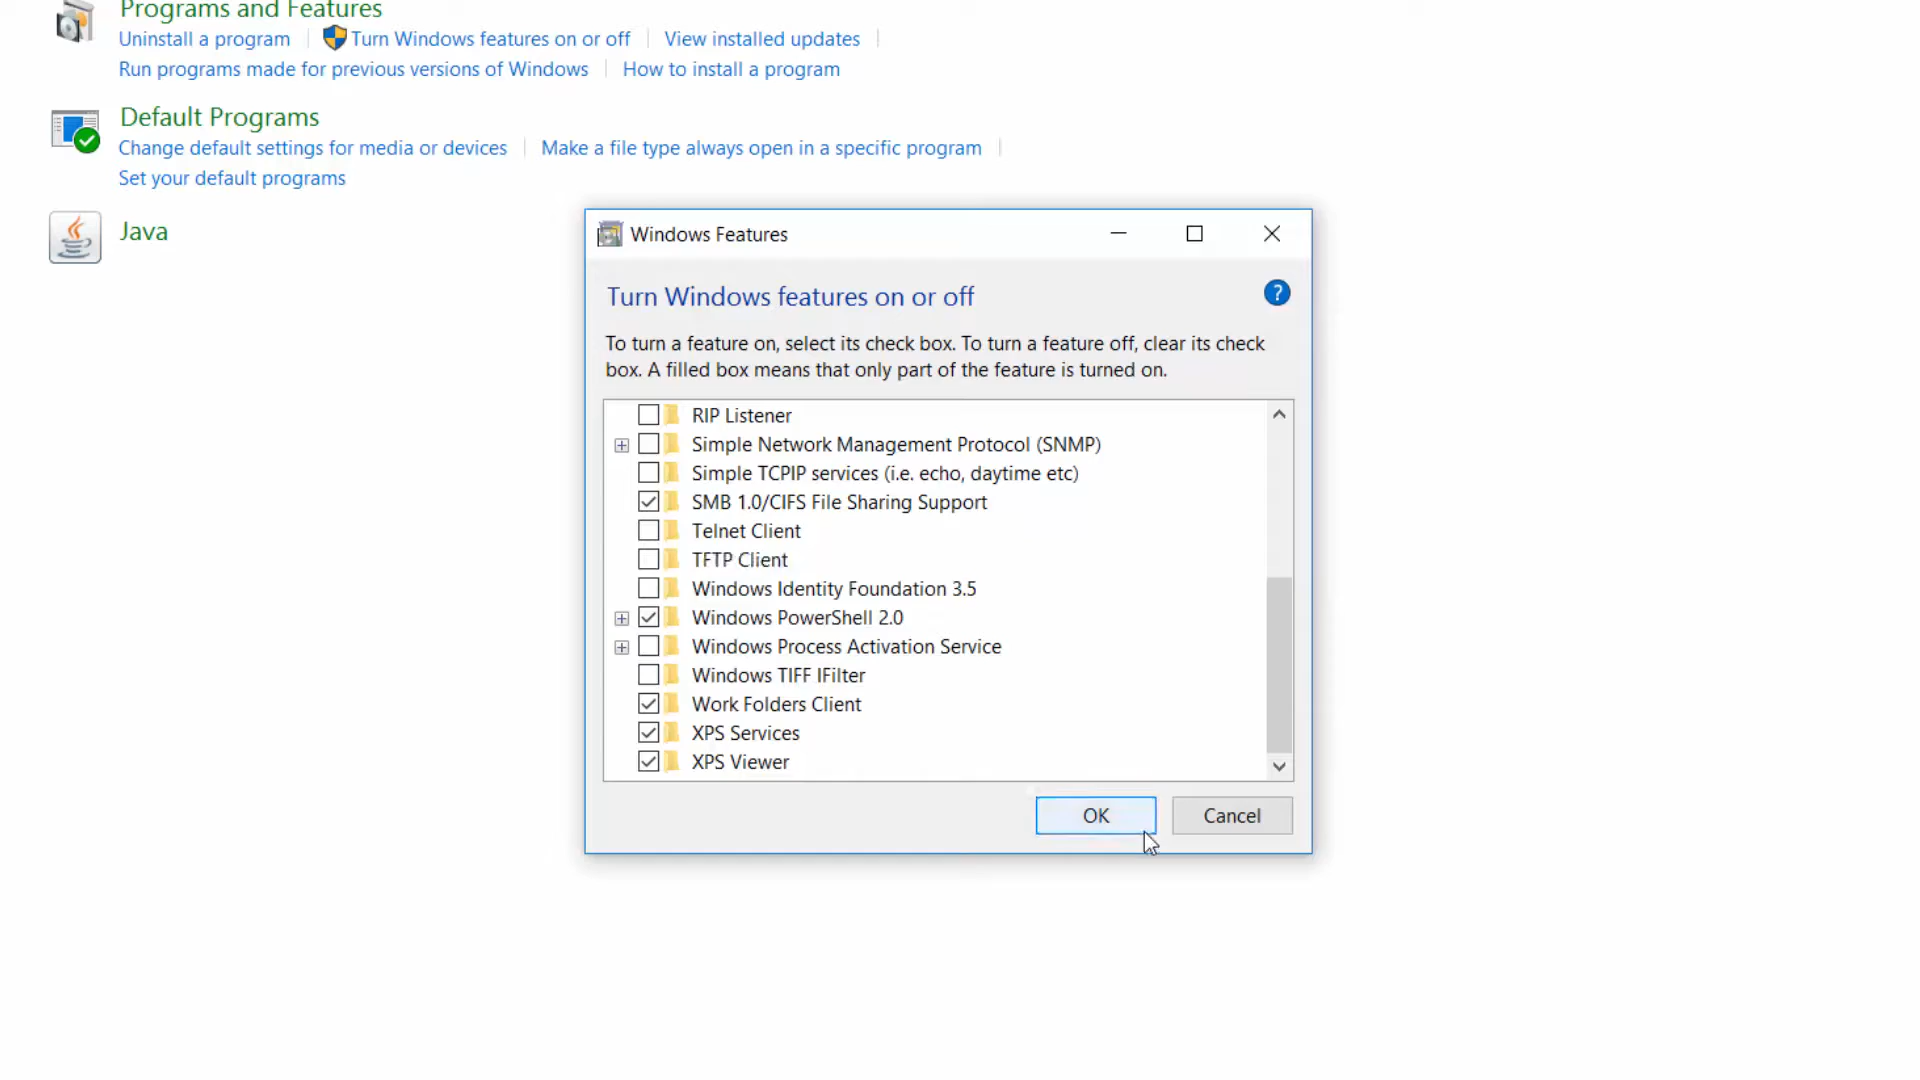 Programs and Features
Uninstall a program
Turn Windows features on or off
View installed updates
Run programs made for previous versions of Windows
How to install a program
Default Programs
Change default settings for media or devices
Make a file type always open in a specific program
Set your default programs
Java
Windows Features
Turn Windows features on or off
?
To turn a feature on, select its check box. To turn a feature off, clear its check
box. A filled box means that only part of the feature is turned on.
RIP Listener
Simple Network Management Protocol (SNMP)
Simple TCPIP services (i.e. echo, daytime etc)
SMB 1.0/CIFS File Sharing Support
Telnet Client
TFTP Client
Windows Identity Foundation 3.5
Windows PowerShell 2.0
Windows Process Activation Service
Windows TIFF IFilter
Work Folders Client
XPS Services
XPS Viewer
OK
Cancel